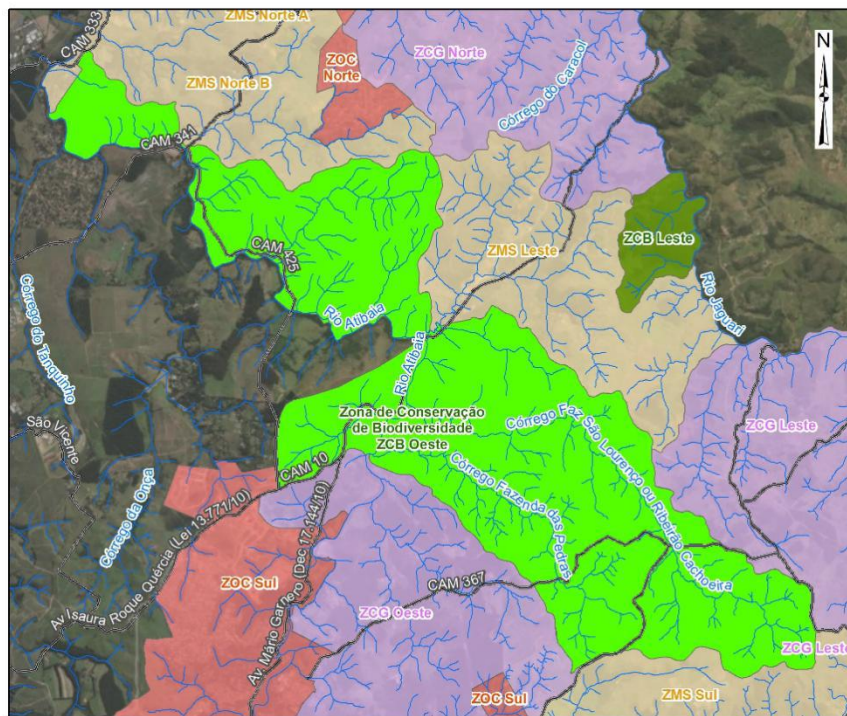 ZMS Norte A
CAM 333
ZOC
Norte
ZCG Norte
N
ZMS Norte B
Córrego do Caracol
CAM 341
ZMS Leste
ZCB Leste
CAM 425
Rio Jaguari
Rio Atibaia
Córrego do Tanquinho
Rio Atibaia
São Vicente
Zona de Conservação
de Biodiversidade
ZCB Oeste
Córrego Faz São Lourenço ou Ribeirão Cachoeira
ZCG Leste
CAM 10
Córrego Fazenda das Pedras
Córrego da Onça
Av Isaura Roque Quércia (Lei 13.771/10)
Av. Mário Garnero (Dec 17.144/10)
ZOC Sul
CAM 367
ZCG Oeste
ZCG Leste
ZOC Sul
ZMS Sul